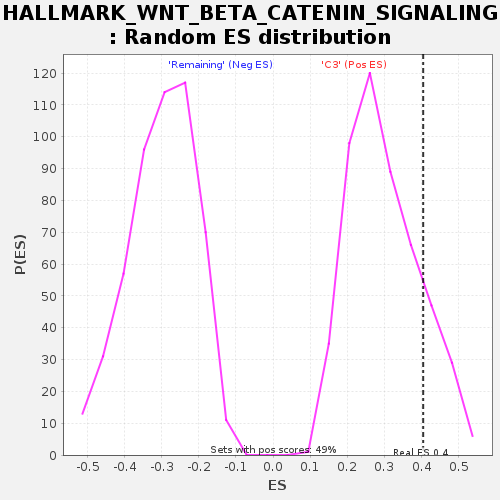 HALLMARK_WNT_BETA_CATENIN_SIGNALING
: Random ES distribution
'Remaining' (Neg ES)
'C3' (Pos ES)
120
110
100
90
80
70
60
50
40
30
20
10
0
P(ES)
Sets with pos scores: 49%
Real ES 0.4
-0.5 -0.4 -0.3 -0.2 -0.1 0.0 0.1 0.2 0.3 0.4 0.5
ES